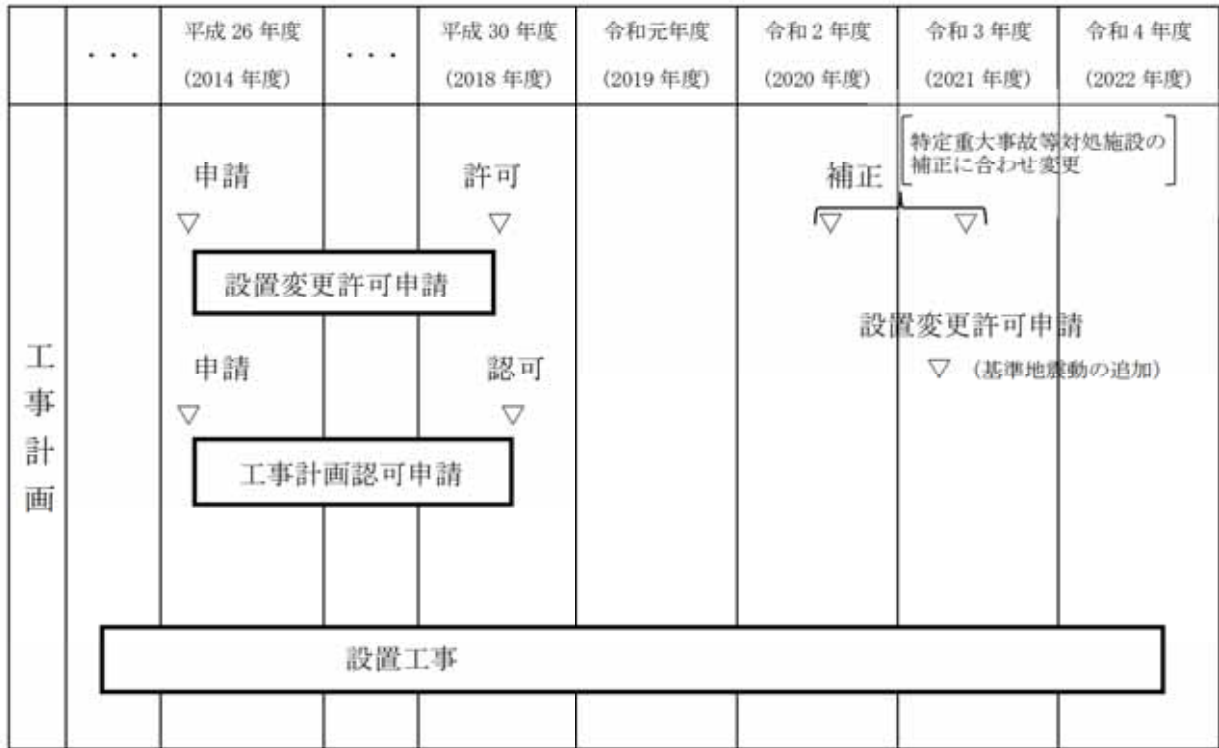 ・・・
平成 26 年度
(2014 年度)
・・・
平成 30 年度
(2018 年度)
令和元年度
(2019 年度)
令和 2 年度
(2020 年度)
令和 3 年度
(2021 年度)
令和 4 年度
(2022 年度)
工事計画
申請
許可
補正
特定重大事故等対処施設の
補正に合わせ変更
▽
▽
▽
▽
設置変更許可申請
設置変更許可申請
▽ (基準地震動の追加)
申請
認可
▽
▽
工事計画認可申請
設置工事